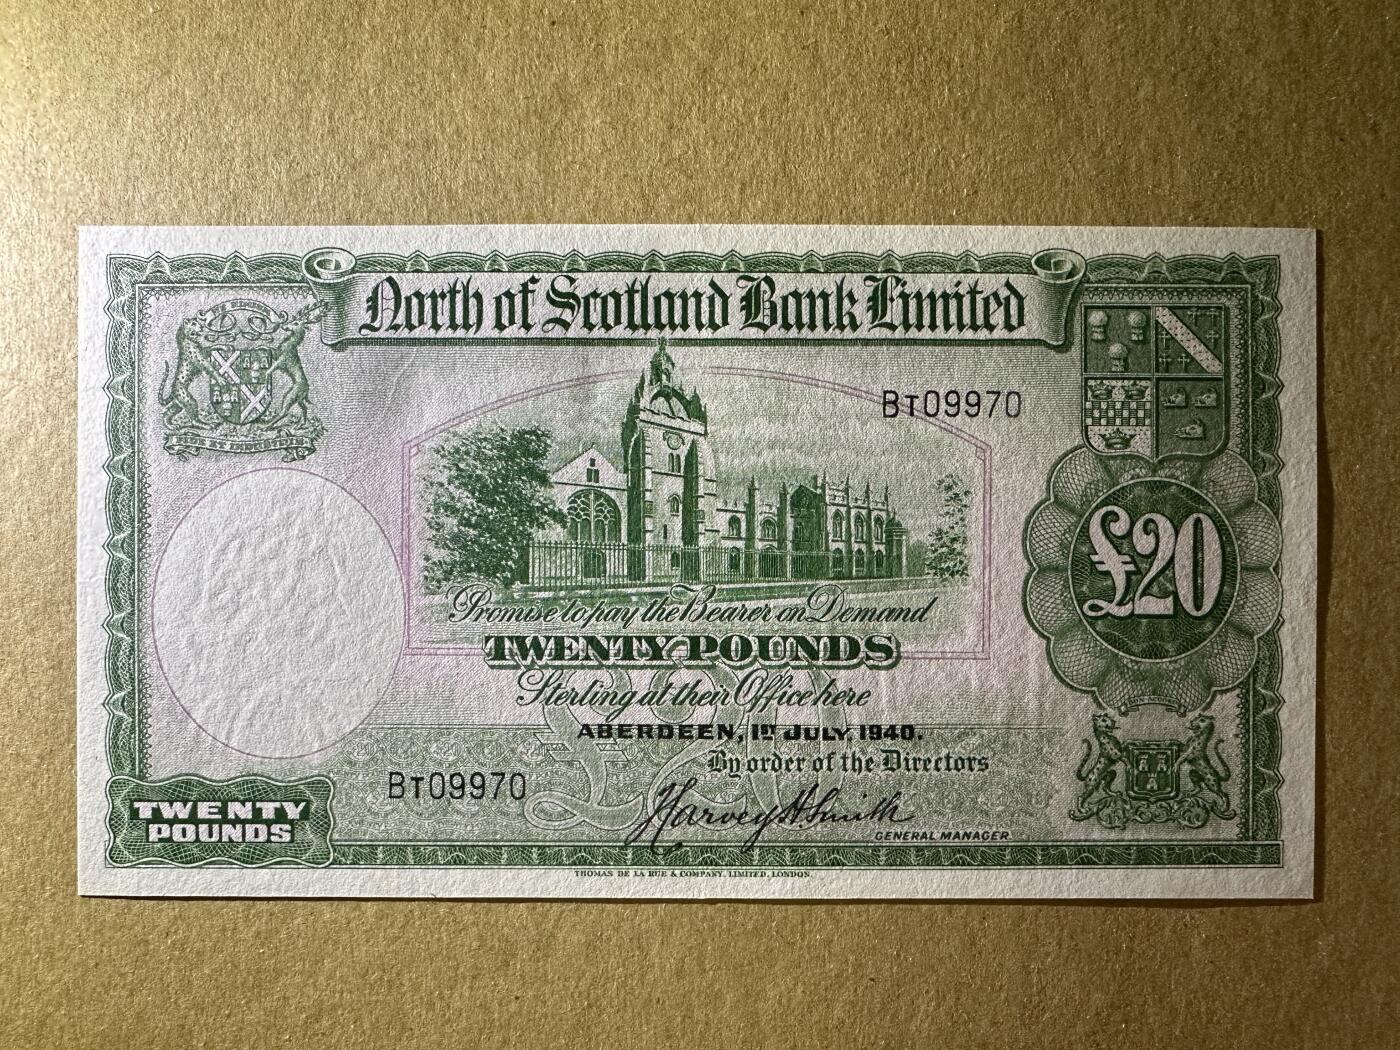 North of Scotland Bank Limited
BT09970
Promise to pay the Bearer on Demand
TWENTY POUNDS
Sterling at their Office here
£20
ABERDEEN, 1ST JULY, 1940.
By order of the Directors
BT09970
Harvey H. Smith
GENERAL MANAGER
TWENTY
POUNDS
THOMAS DE LA RUE & COMPANY, LIMITED, LONDON.